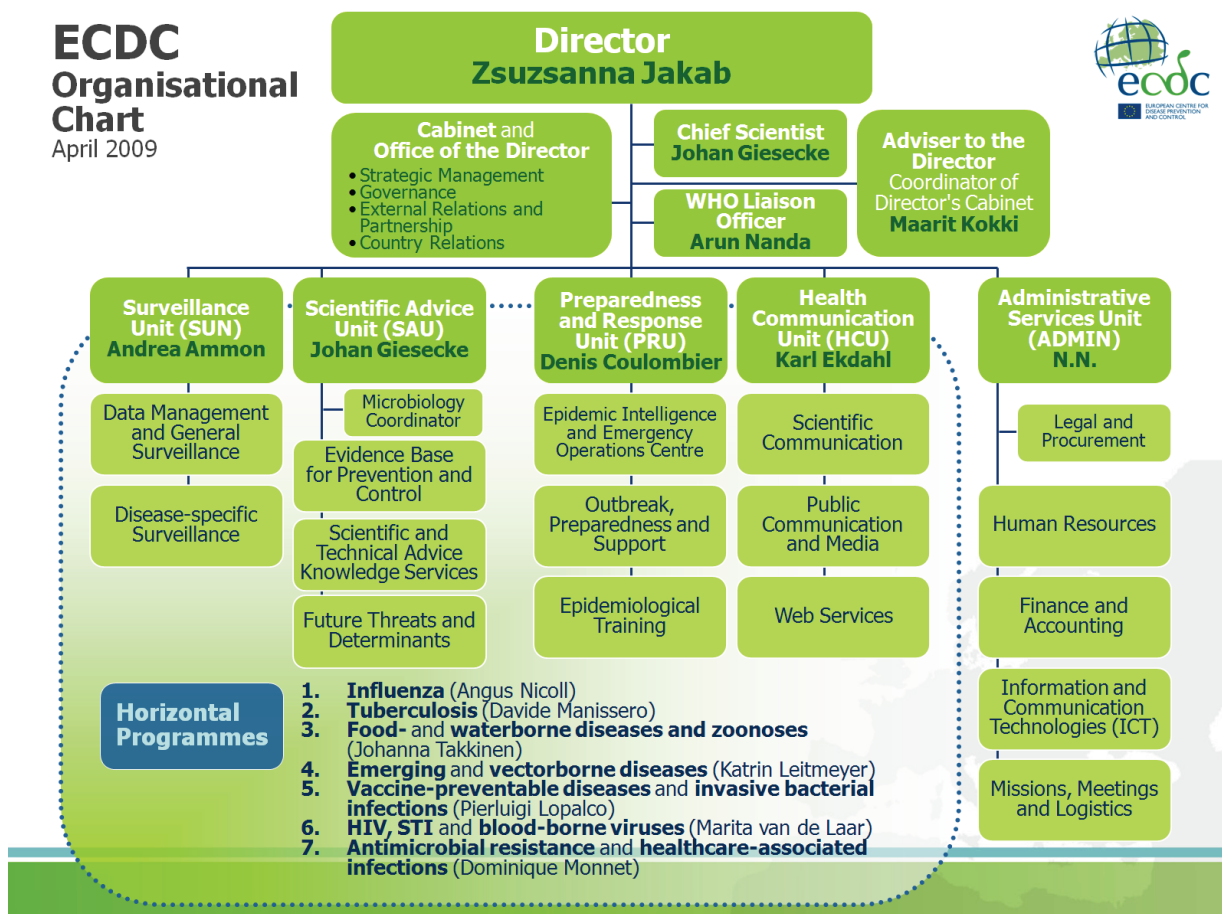 ECDC
Organisational
Chart
April 2009
Director
Zsuzsanna Jakab
ecdc
EUROPEAN CENTRE FOR
DISEASE PREVENTION
AND CONTROL
Cabinet and
Office of the Director
• Strategic Management
• Governance
• External Relations and
Partnership
• Country Relations
Chief Scientist
Johan Giesecke
WHO Liaison
Officer
Arun Nanda
Adviser to the
Director
Coordinator of
Director's Cabinet
Maarit Kokki
Surveillance
Unit (SUN)
Andrea Ammon
Data Management
and General
Surveillance
Disease-specific
Surveillance
Scientific Advice
Unit (SAU)
Johan Giesecke
Microbiology
Coordinator
Evidence Base
for Prevention and
Control
Scientific and
Technical Advice
Knowledge Services
Future Threats and
Determinants
Preparedness
and Response
Unit (PRU)
Denis Coulombier
Epidemic Intelligence
and Emergency
Operations Centre
Outbreak,
Preparedness and
Support
Epidemiological
Training
Health
Communication
Unit (HCU)
Karl Ekdahl
Scientific
Communication
Public
Communication
and Media
Web Services
Administrative
Services Unit
(ADMIN)
N.N.
Legal and
Procurement
Human Resources
Finance and
Accounting
Information and
Communication
Technologies (ICT)
Missions, Meetings
and Logistics
Horizontal
Programmes
1. Influenza (Angus Nicoll)
2. Tuberculosis (Davide Manissero)
3. Food- and waterborne diseases and zoonoses
(Johanna Takkinen)
4. Emerging and vectorborne diseases (Katrin Leitmeyer)
5. Vaccine-preventable diseases and invasive bacterial
infections (Pierluigi Lopalco)
6. HIV, STI and blood-borne viruses (Marita van de Laar)
7. Antimicrobial resistance and healthcare-associated
infections (Dominique Monnet)